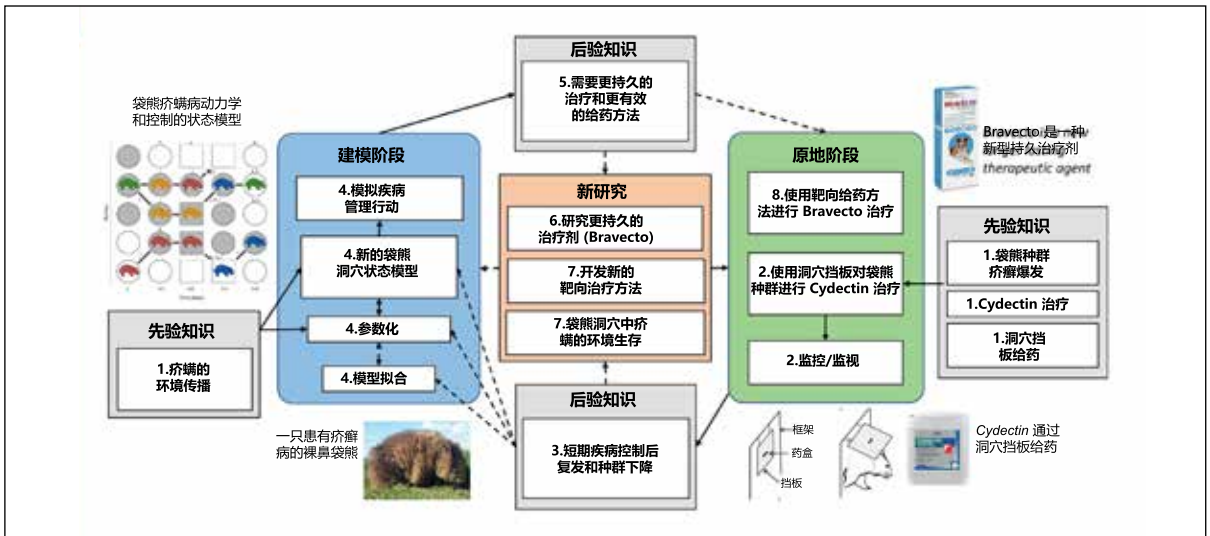 后验知识
5.需要更持久的
治疗和更有效
的给药方法
袋熊疥螨病动力学
和控制的状态模型
建模阶段
4.模拟疾病
管理行动
4.新的袋熊
洞穴状态模型
4.参数化
4.模型拟合
先验知识
1.疥螨的
环境传播
一只患有疥癣
病的裸鼻袋熊
新研究
6.研究更持久的
治疗剂 (Bravecto)
7.开发新的
靶向治疗方法
7.袋熊洞穴中疥
螨的环境生存
后验知识
3.短期疾病控制后
复发和种群下降
原地阶段
8.使用靶向给药方
法进行 Bravecto 治疗
2.使用洞穴挡板对袋熊
种群进行 Cydectin 治疗
2.监控/监视
Bravecto 是一种
新型持久治疗剂
therapeutic agent
先验知识
1.袋熊种群
疥癣爆发
1.Cydectin 治疗
1.洞穴挡
板给药
框架
药盒
挡板
Cydectin 通过
洞穴挡板给药